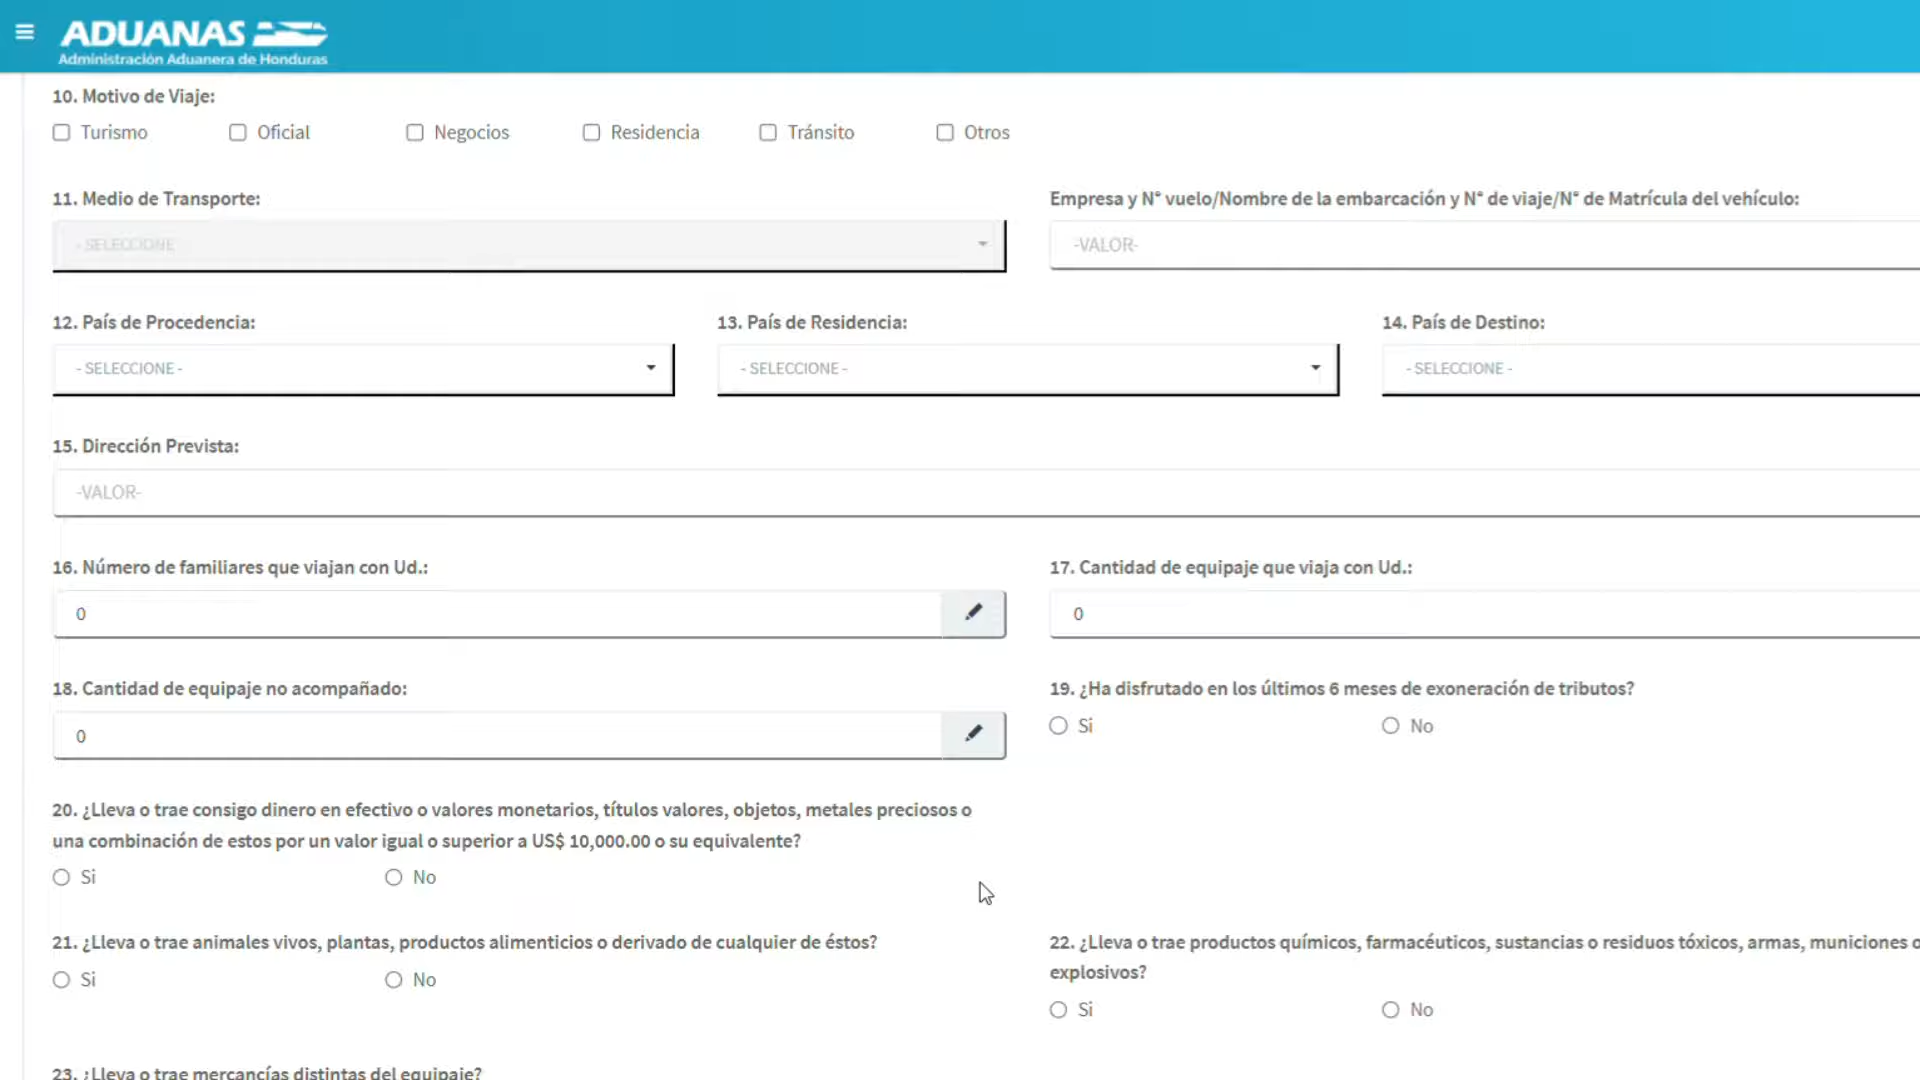 ADUANAS
Administración Aduanera de Honduras
10. Motivo de Viaje:
Turismo Oficial Negocios Residencia Tránsito Otros
11. Medio de Transporte: Empresa y N° vuelo/Nombre de la embarcación y N° de viaje/N° de Matrícula del vehículo:
- SELECCIONE -VALOR-
12. País de Procedencia: 13. País de Residencia: 14. País de Destino:
- SELECCIONE - - SELECCIONE - - SELECCIONE -
15. Dirección Prevista:
-VALOR-
16. Número de familiares que viajan con Ud.: 17. Cantidad de equipaje que viaja con Ud.:
0 0
18. Cantidad de equipaje no acompañado: 19. ¿Ha disfrutado en los últimos 6 meses de exoneración de tributos?
0 Si No
20. ¿Lleva o trae consigo dinero en efectivo o valores monetarios, títulos valores, objetos, metales preciosos o
una combinación de estos por un valor igual o superior a US$ 10,000.00 o su equivalente?
Si No
21. ¿Lleva o trae animales vivos, plantas, productos alimenticios o derivado de cualquier de éstos? 22. ¿Lleva o trae productos químicos, farmacéuticos, sustancias o residuos tóxicos, armas, municiones o
explosivos?
Si No
Si No
23. ¿Lleva o trae mercancías distintas del equipaje?